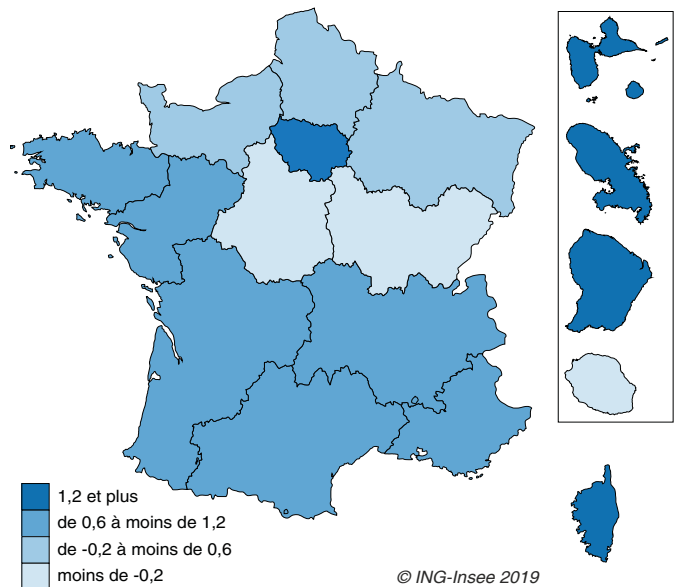 1,2 et plus
de 0,6 à moins de 1,2
de -0,2 à moins de 0,6
moins de -0,2
© ING-Insee 2019